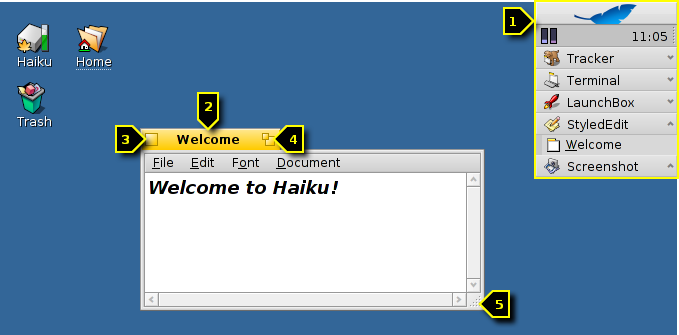 1
11:05
Haiku
Home
Tracker
Terminal
Trash
2
LaunchBox
StyledEdit
3
Welcome
4
Welcome
File Edit Font Document
Screenshot
Welcome to Haiku!
5